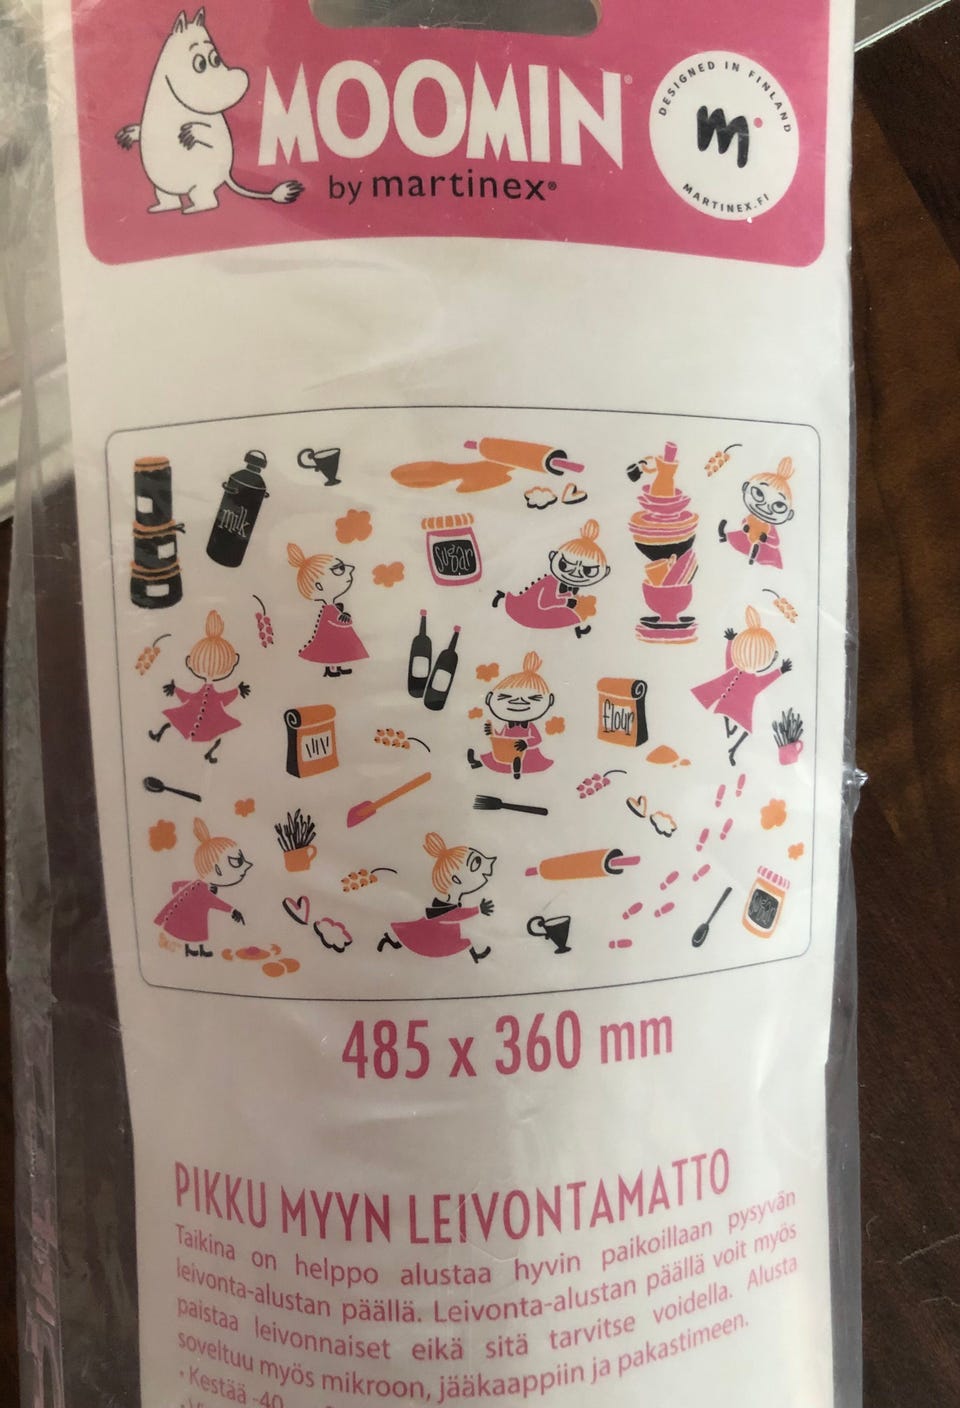 MOOMIN®
by martinex®
DESIGNED IN FINLAND
m
MARTINEX.FI
milk
sugar
flour
485 x 360 mm
PIKKU MYYN LEIVONTAMATTO
Taikina on helppo alustaa hyvin paikoillaan pysyvän
leivonta-alustan päällä. Leivonta-alustan päällä voit myös
paistaa leivonnaiset eikä sitä tarvitse voidella. Alusta
soveltuu myös mikroon, jääkaappiin ja pakastimeen.
• Kestää -40